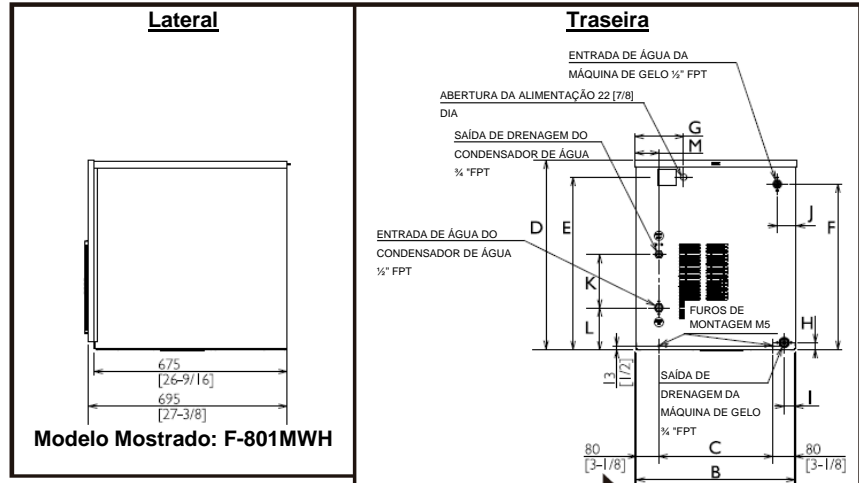 Lateral
675
[26-9/16]
695
[27-3/8]
Modelo Mostrado: F-801MWH
Traseira
ENTRADA DE ÁGUA DA
MÁQUINA DE GELO ½" FPT
ABERTURA DA ALIMENTAÇÃO 22 [7/8]
DIA
SAÍDA DE DRENAGEM DO
CONDENSADOR DE ÁGUA
¾ "FPT
ENTRADA DE ÁGUA DO
CONDENSADOR DE ÁGUA
½" FPT
G
M
D
E
J
F
K
L
FUROS DE
MONTAGEM M5
H
13
[1/2]
SAÍDA DE
DRENAGEM DA
MÁQUINA DE GELO
¾ "FPT
I
80
[3-1/8]
C
80
[3-1/8]
B